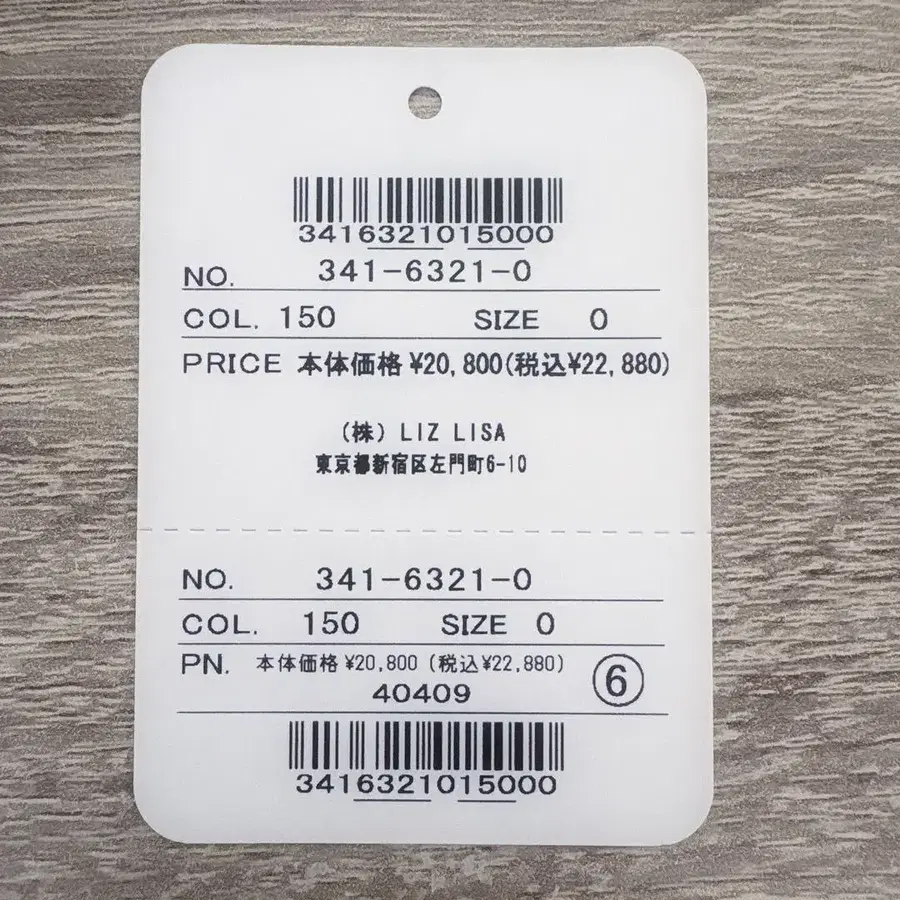 3416321015000
NO. 341-6321-0
COL. 150 SIZE 0
PRICE 本体価格 ¥20,800(税込¥22,880)
(株) LIZ LISA
東京都新宿区左門町6-10
NO. 341-6321-0
COL. 150 SIZE 0
PN. 本体価格 ¥20,800 (税込¥22,880)
40409 ⑥
3416321015000